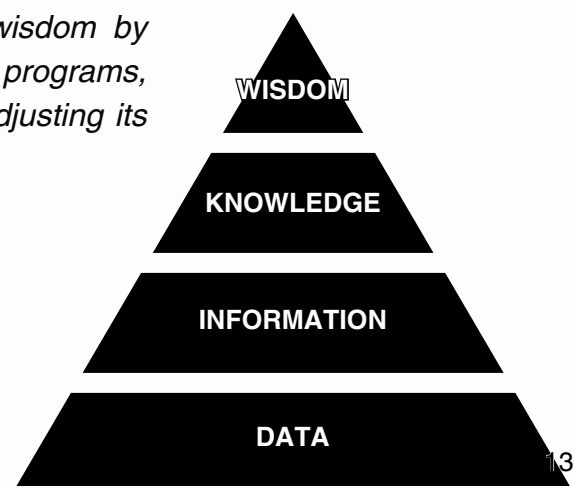 wisdom by
programs,
djusting its
WISDOM
KNOWLEDGE
INFORMATION
DATA
13